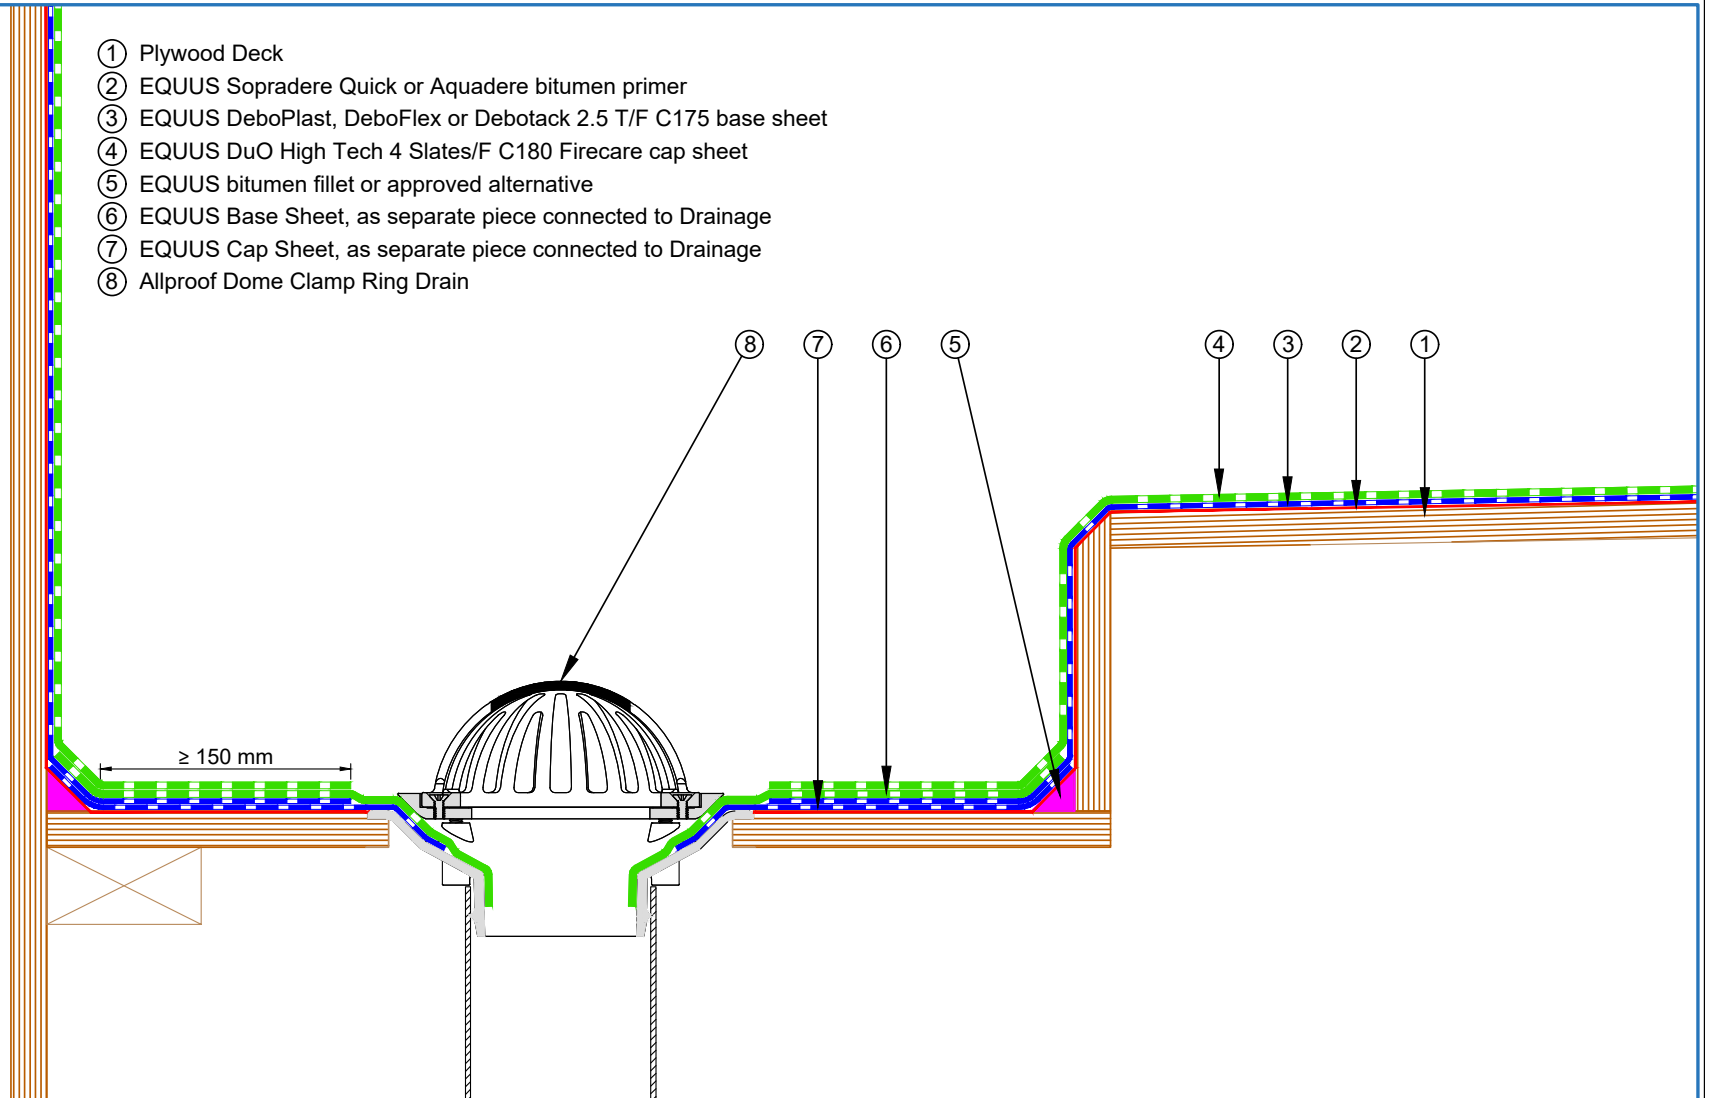 ① Plywood Deck
② EQUUS Sopradere Quick or Aquadere bitumen primer
③ EQUUS DeboPlast, DeboFlex or Debotack 2.5 T/F C175 base sheet
④ EQUUS DuO High Tech 4 Slates/F C180 Firecare cap sheet
⑤ EQUUS bitumen fillet or approved alternative
⑥ EQUUS Base Sheet, as separate piece connected to Drainage
⑦ EQUUS Cap Sheet, as separate piece connected to Drainage
⑧ Allproof Dome Clamp Ring Drain
⑧ ⑦ ⑥ ⑤ ④ ③ ② ①
≥ 150 mm